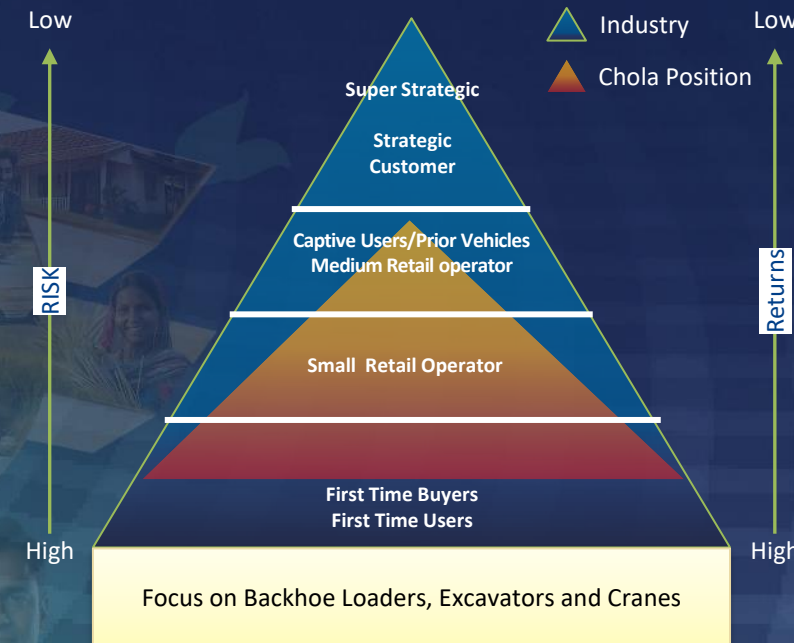 Low
Industry
Low
Chola Position
Super Strategic
Strategic
Customer
Captive Users/Prior Vehicles
Medium Retail operator
RISK
Returns
Small Retail Operator
First Time Buyers
First Time Users
High
High
Focus on Backhoe Loaders, Excavators and Cranes